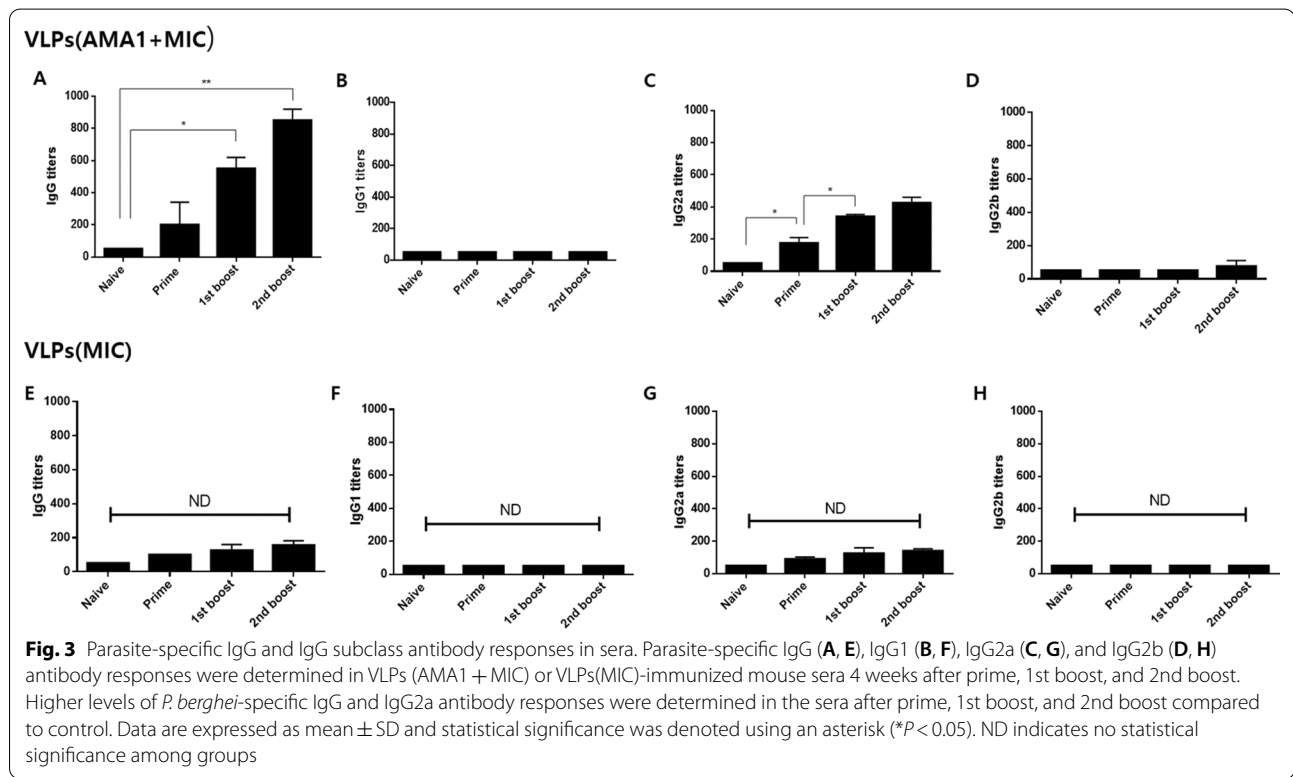 VLPs(AMA1+MIC)
A
B
C
D
**
*
*
*
IgG titers
1000
800
600
400
200
0
Naive
Prime
1st boost
2nd boost
IgG1 titers
1000
800
600
400
200
0
Naive
Prime
1st boost
2nd boost
IgG2a titers
1000
800
600
400
200
0
Naive
Prime
1st boost
2nd boost
IgG2b titers
1000
800
600
400
200
0
Naive
Prime
1st boost
2nd boost
VLPs(MIC)
E
F
G
H
IgG titers
1000
800
600
400
200
0
ND
Naive
Prime
1st boost
2nd boost
IgG1 titers
1000
800
600
400
200
0
ND
Naive
Prime
1st boost
2nd boost
IgG2a titers
1000
800
600
400
200
0
ND
Naive
Prime
1st boost
2nd boost
IgG2b titers
1000
800
600
400
200
0
ND
Naive
Prime
1st boost
2nd boost
Fig. 3 Parasite-specific IgG and IgG subclass antibody responses in sera. Parasite-specific IgG (A, E), IgG1 (B, F), IgG2a (C, G), and IgG2b (D, H)
antibody responses were determined in VLPs (AMA1 + MIC) or VLPs(MIC)-immunized mouse sera 4 weeks after prime, 1st boost, and 2nd boost.
Higher levels of P. berghei-specific IgG and IgG2a antibody responses were determined in the sera after prime, 1st boost, and 2nd boost compared
to control. Data are expressed as mean ± SD and statistical significance was denoted using an asterisk (*P < 0.05). ND indicates no statistical
significance among groups